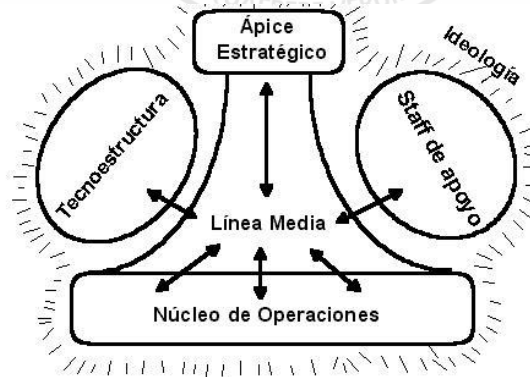 Ápice
Estratégico
Ideología
Tecnoestructura
Staff de apoyo
Línea Media
Núcleo de Operaciones